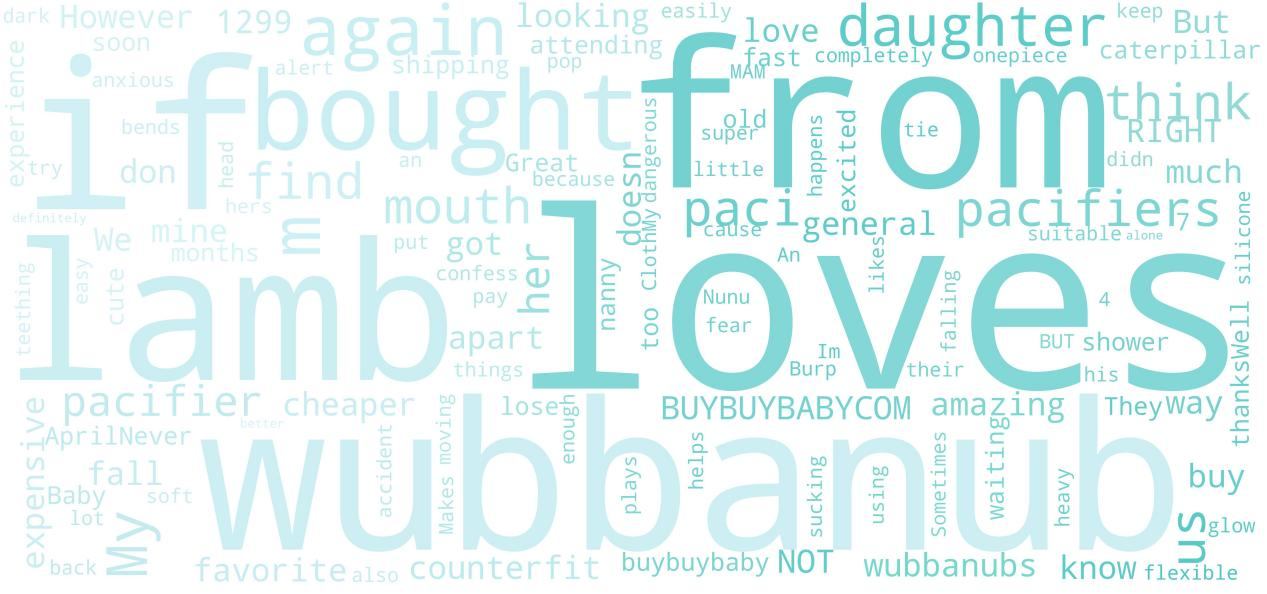 dark
However
1299
again
looking
easily
love
daughter
keep
But
soon
attending
fast
completely
onepiece
caterpillar
experience
anxious
alert
shipping
pop
MAM
if
bought
from
think
bends
old
super
tie
RIGHT
try
don
head
find
an
Great
because
little
happens
excited
didn
much
dangerous
doesn
hers
mouth
paci
general
pacifiers
7
definitely
We
mine
months
m
put
got
her
cause
suitable
alone
silicone
ClothMy
An
likes
teething
easy
cute
confess
pay
nanny
Nunu
fear
falling
4
lamb
loves
apart
things
too
Im
Burp
their
BUT
shower
his
thanksWell
pacifier
cheaper
lose
enough
BUYBUYBABYCOM
amazing
They
way
better
AprilNever
accident
moving
Makes
helps
waiting
expensive
fall
wubbanub
Baby
soft
lot
plays
sucking
using
Sometimes
heavy
buy
My
us
glow
back
favorite
also
counterfit
buybuybaby
NOT
wubbanubs
know
flexible